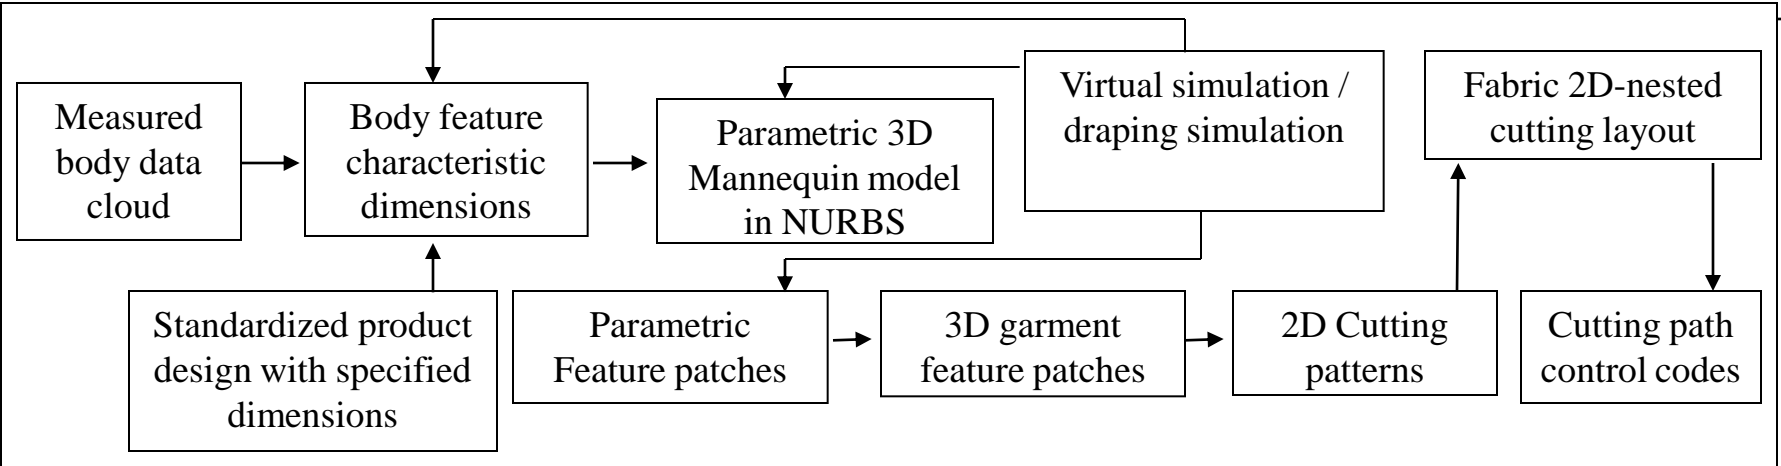 Measured
body data
cloud
Body feature
characteristic
dimensions
Parametric 3D
Mannequin model
in NURBS
Virtual simulation /
draping simulation
Fabric 2D-nested
cutting layout
Standardized product
design with specified
dimensions
Parametric
Feature patches
3D garment
feature patches
2D Cutting
patterns
Cutting path
control codes